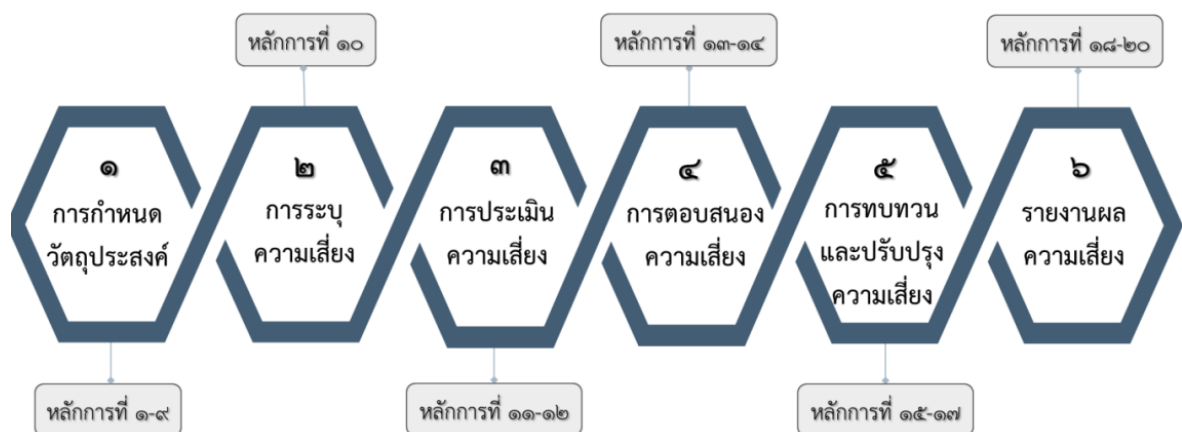 หลักการที่ ๑๐
หลักการที่ ๑๓-๑๔
หลักการที่ ๑๘-๒๐
๑
การกำหนด
วัตถุประสงค์
๒
การระบุ
ความเสี่ยง
๓
การประเมิน
ความเสี่ยง
๔
การตอบสนอง
ความเสี่ยง
๕
การทบทวน
และปรับปรุง
ความเสี่ยง
๖
รายงานผล
ความเสี่ยง
หลักการที่ ๑-๙
หลักการที่ ๑๑-๑๒
หลักการที่ ๑๕-๑๗